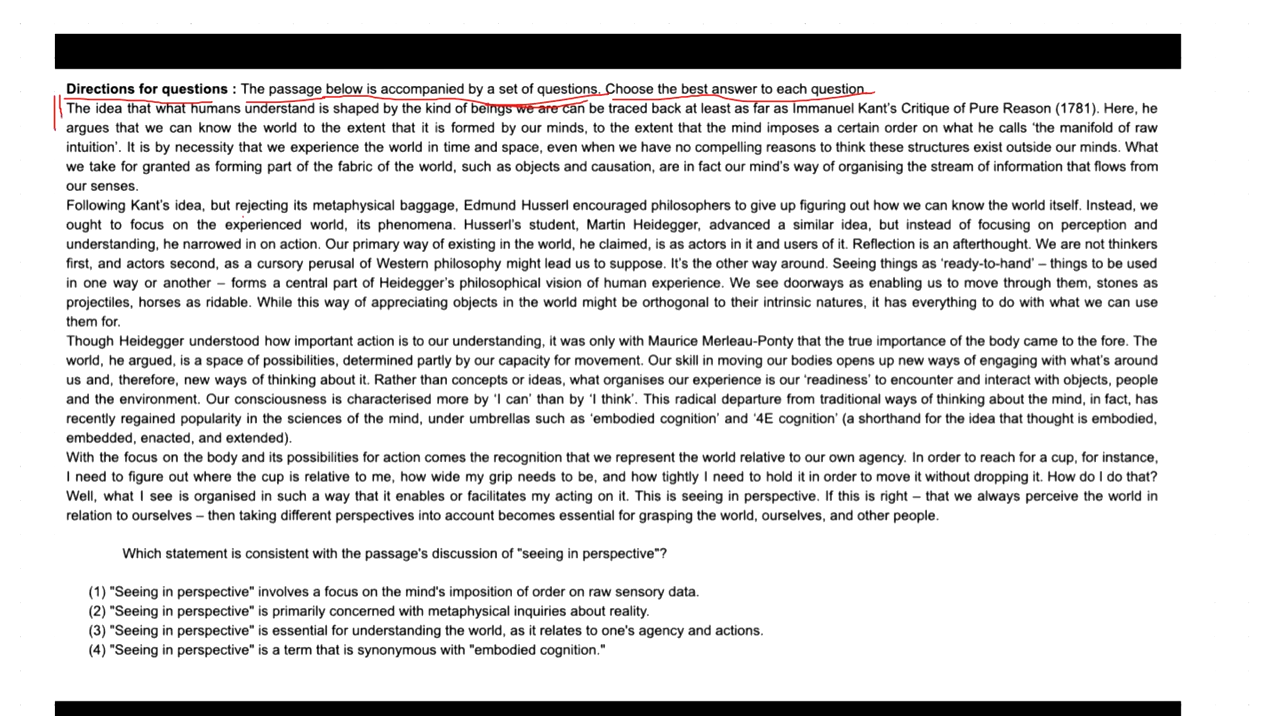 Directions for questions : The passage below is accompanied by a set of questions. Choose the best answer to each question.
The idea that what humans understand is shaped by the kind of beings we are can be traced back at least as far as Immanuel Kant's Critique of Pure Reason (1781). Here, he
argues that we can know the world to the extent that it is formed by our minds, to the extent that the mind imposes a certain order on what he calls 'the manifold of raw
intuition'. It is by necessity that we experience the world in time and space, even when we have no compelling reasons to think these structures exist outside our minds. What
we take for granted as forming part of the fabric of the world, such as objects and causation, are in fact our mind's way of organising the stream of information that flows from
our senses.
Following Kant's idea, but rejecting its metaphysical baggage, Edmund Husserl encouraged philosophers to give up figuring out how we can know the world itself. Instead, we
ought to focus on the experienced world, its phenomena. Husserl's student, Martin Heidegger, advanced a similar idea, but instead of focusing on perception and
understanding, he narrowed in on action. Our primary way of existing in the world, he claimed, is as actors in it and users of it. Reflection is an afterthought. We are not thinkers
first, and actors second, as a cursory perusal of Western philosophy might lead us to suppose. It's the other way around. Seeing things as 'ready-to-hand' – things to be used
in one way or another – forms a central part of Heidegger's philosophical vision of human experience. We see doorways as enabling us to move through them, stones as
projectiles, horses as ridable. While this way of appreciating objects in the world might be orthogonal to their intrinsic natures, it has everything to do with what we can use
them for.
Though Heidegger understood how important action is to our understanding, it was only with Maurice Merleau-Ponty that the true importance of the body came to the fore. The
world, he argued, is a space of possibilities, determined partly by our capacity for movement. Our skill in moving our bodies opens up new ways of engaging with what's around
us and, therefore, new ways of thinking about it. Rather than concepts or ideas, what organises our experience is our 'readiness' to encounter and interact with objects, people
and the environment. Our consciousness is characterised more by 'I can' than by 'I think'. This radical departure from traditional ways of thinking about the mind, in fact, has
recently regained popularity in the sciences of the mind, under umbrellas such as 'embodied cognition' and '4E cognition' (a shorthand for the idea that thought is embodied,
embedded, enacted, and extended).
With the focus on the body and its possibilities for action comes the recognition that we represent the world relative to our own agency. In order to reach for a cup, for instance,
I need to figure out where the cup is relative to me, how wide my grip needs to be, and how tightly I need to hold it in order to move it without dropping it. How do I do that?
Well, what I see is organised in such a way that it enables or facilitates my acting on it. This is seeing in perspective. If this is right – that we always perceive the world in
relation to ourselves – then taking different perspectives into account becomes essential for grasping the world, ourselves, and other people.
Which statement is consistent with the passage's discussion of "seeing in perspective"?
(1) "Seeing in perspective" involves a focus on the mind's imposition of order on raw sensory data.
(2) "Seeing in perspective" is primarily concerned with metaphysical inquiries about reality.
(3) "Seeing in perspective" is essential for understanding the world, as it relates to one's agency and actions.
(4) "Seeing in perspective" is a term that is synonymous with "embodied cognition."